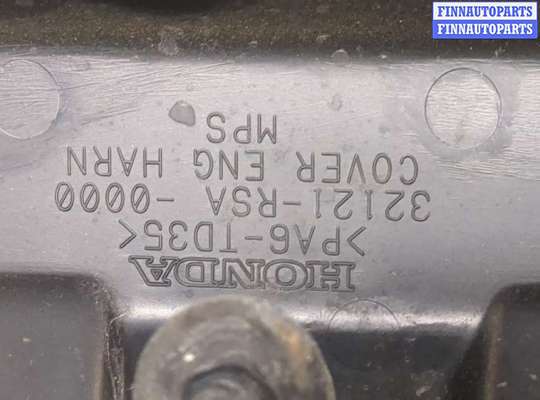 FINNAUTOPARTS
FINNAUTOPARTS
HONDA
>PA6-TD35<
32121-RSA -0000
COVER ENG HARN
MPS